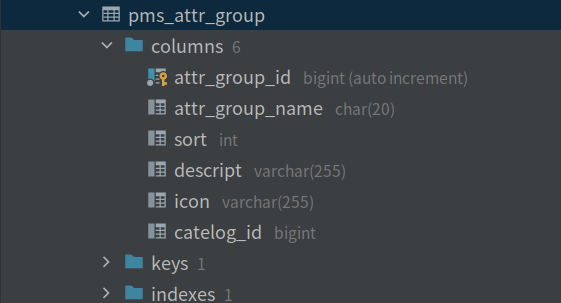 pms_attr_group
columns 6
attr_group_id bigint (auto increment)
attr_group_name char(20)
sort int
descript varchar(255)
icon varchar(255)
catelog_id bigint
keys 1
indexes 1